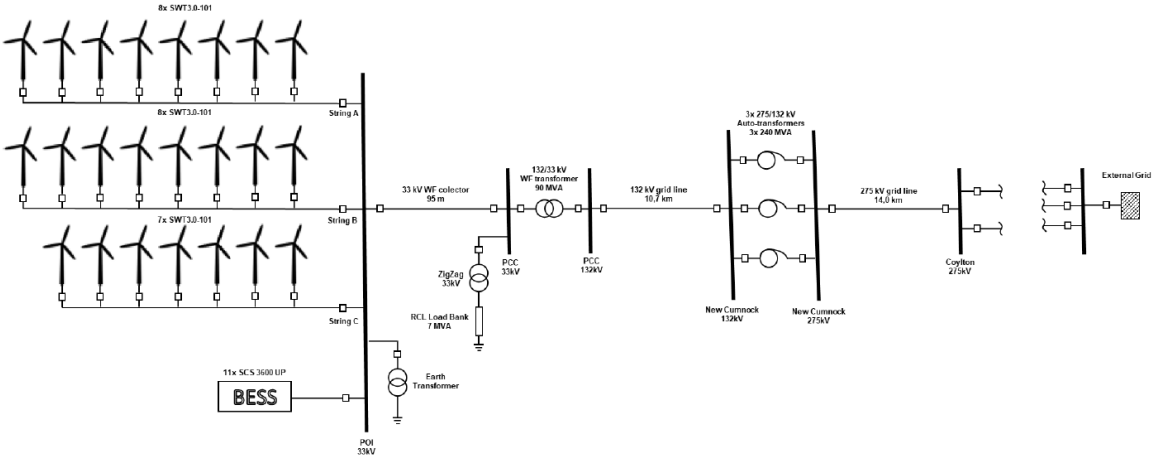 8x SWT3.0-101
String A
8x SWT3.0-101
String B
7x SWT3.0-101
String C
11x SCS 3600 UP
BESS
POI
33kV
Earth
Transformer
33 kV WF colector
95 m
ZigZag
33kV
RCL Load Bank
7 MVA
PCC
33kV
132/33 kV
WF transformer
90 MVA
PCC
132kV
132 kV grid line
10,7 km
3x 275/132 kV
Auto-transformers
3x 240 MVA
New Cumnock
132kV
New Cumnock
275kV
275 kV grid line
14,0 km
Coylton
275kV
External Grid